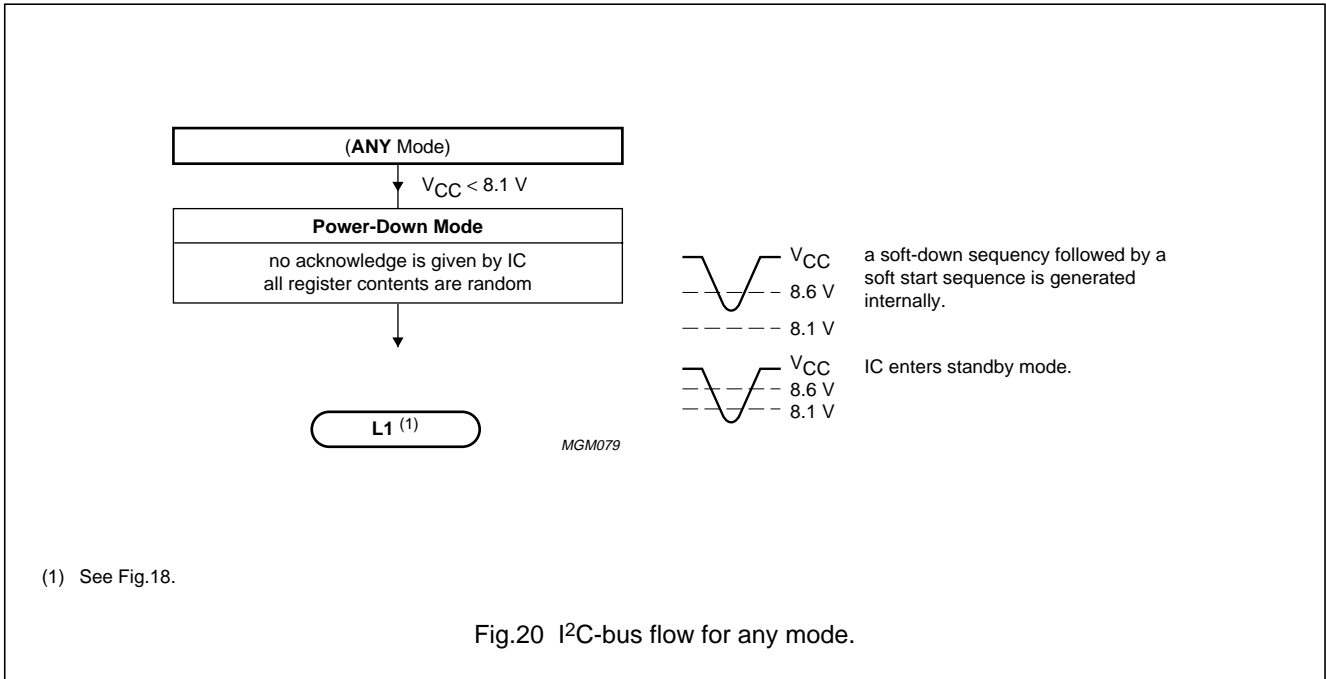 (ANY Mode)
VCC < 8.1 V
Power-Down Mode
no acknowledge is given by IC
all register contents are random
L1 (1)
MGM079
VCC
8.6 V
8.1 V
a soft-down sequency followed by a
soft start sequence is generated
internally.
VCC
8.6 V
8.1 V
IC enters standby mode.
(1) See Fig.18.
Fig.20 I2C-bus flow for any mode.